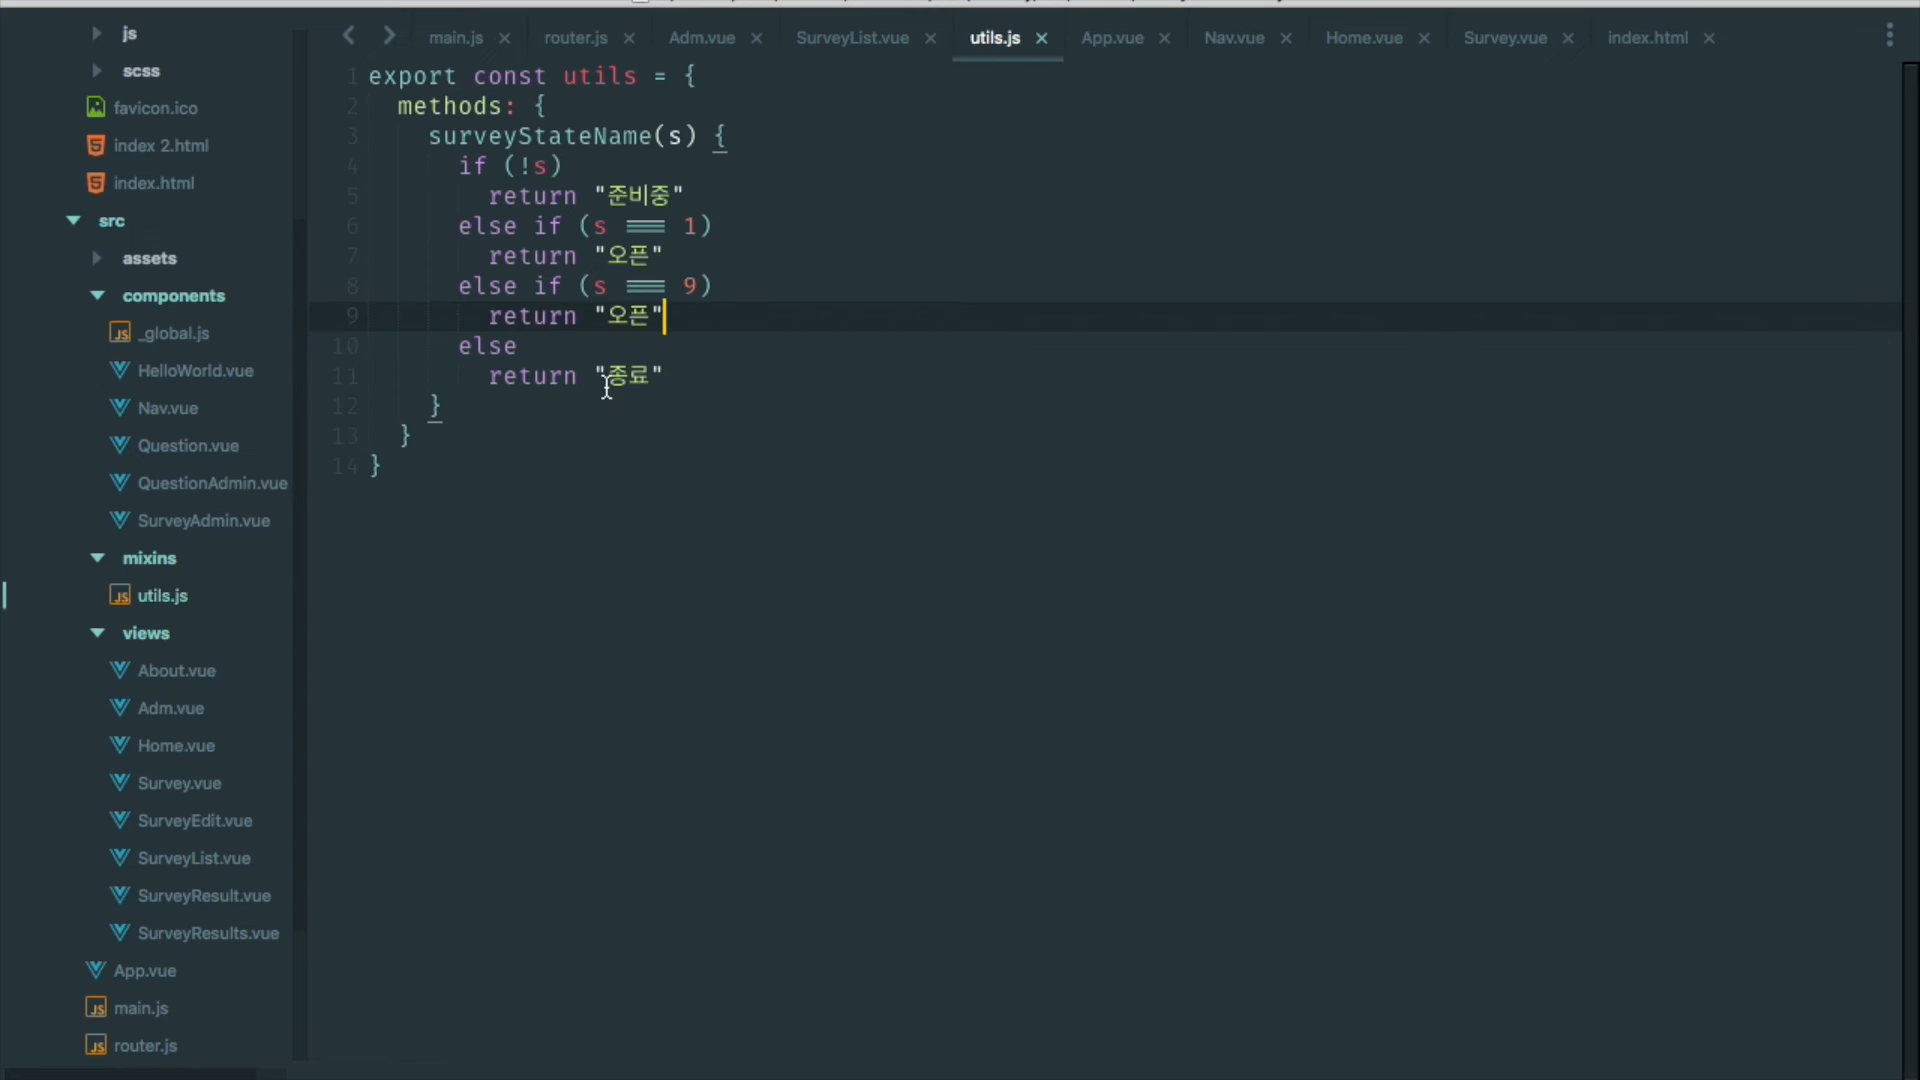 js
scss
favicon.ico
index 2.html
index.html
src
assets
components
_global.js
HelloWorld.vue
Nav.vue
Question.vue
QuestionAdmin.vue
SurveyAdmin.vue
mixins
utils.js
views
About.vue
Adm.vue
Home.vue
Survey.vue
SurveyEdit.vue
SurveyList.vue
SurveyResult.vue
SurveyResults.vue
App.vue
main.js
router.js
main.js × router.js × Adm.vue × SurveyList.vue × utils.js × App.vue × Nav.vue × Home.vue × Survey.vue × index.html ×
1 export const utils = {
2 methods: {
3 surveyStateName(s) {
4 if (!s)
5 return "준비중"
6 else if (s === 1)
7 return "오픈"
8 else if (s === 9)
9 return "오픈"
10 else
11 return "종료"
12 }
13 }
14 }